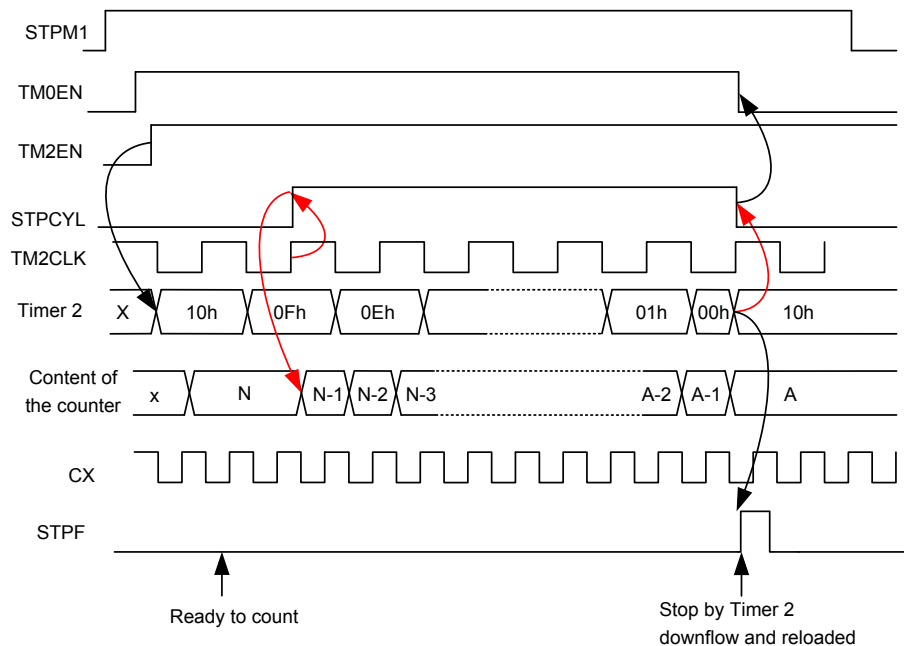 STPM1
TM0EN
TM2EN
STPCYL
TM2CLK
Timer 2 X 10h 0Fh 0Eh 01h 00h 10h
Content of
the counter
x N N-1 N-2 N-3 A-2 A-1 A
CX
STPF
Ready to count
Stop by Timer 2
downflow and reloaded